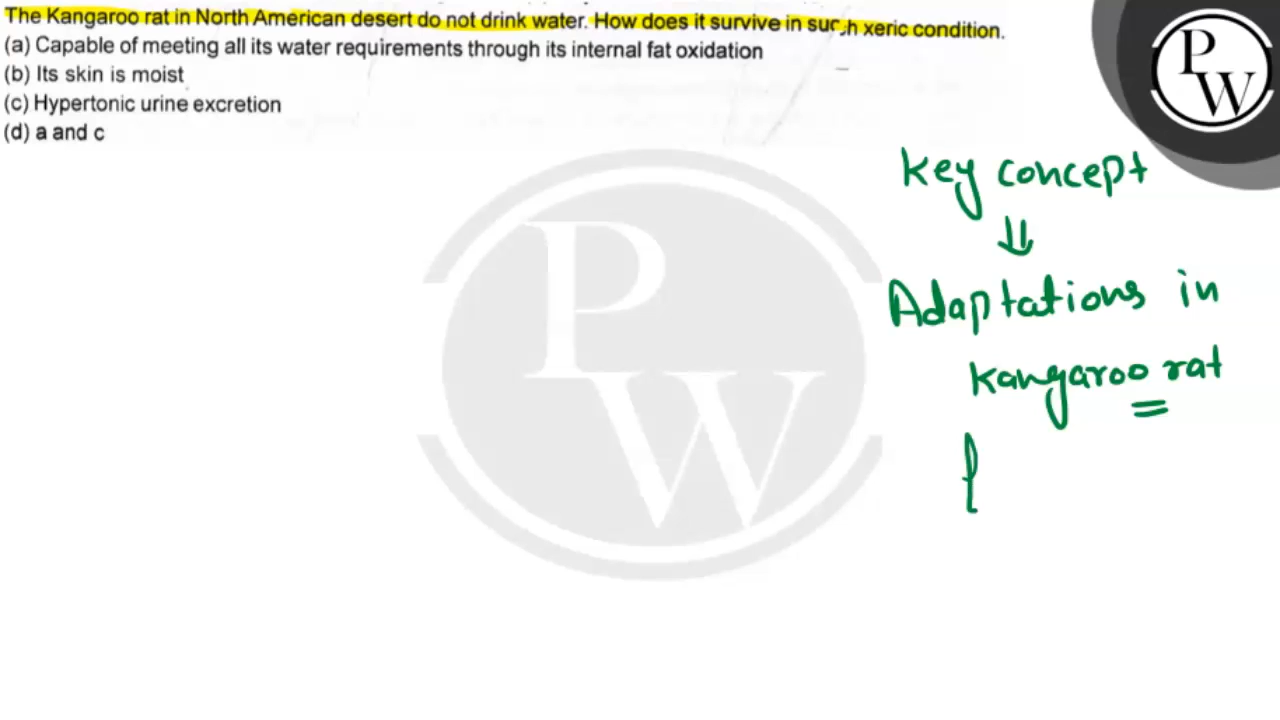 The Kangaroo rat in North American desert do not drink water. How does it survive in such xeric condition.
(a) Capable of meeting all its water requirements through its internal fat oxidation
(b) Its skin is moist
(c) Hypertonic urine excretion
(d) a and c
PW
Key concept
Adaptations in
Kangaroo rat
PW